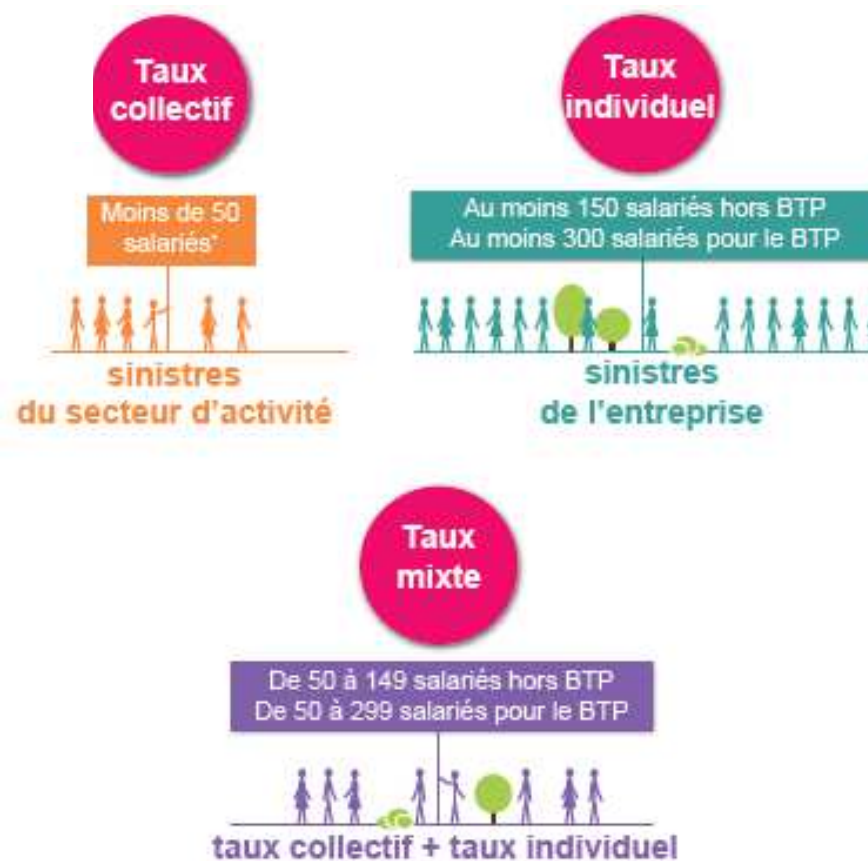 Taux
collectif
Moins de 50
salariés*
sinistres
du secteur d'activité
Taux
individuel
Au moins 150 salariés hors BTP
Au moins 300 salariés pour le BTP
sinistres
de l'entreprise
Taux
mixte
De 50 à 149 salariés hors BTP
De 50 à 299 salariés pour le BTP
taux collectif + taux individuel